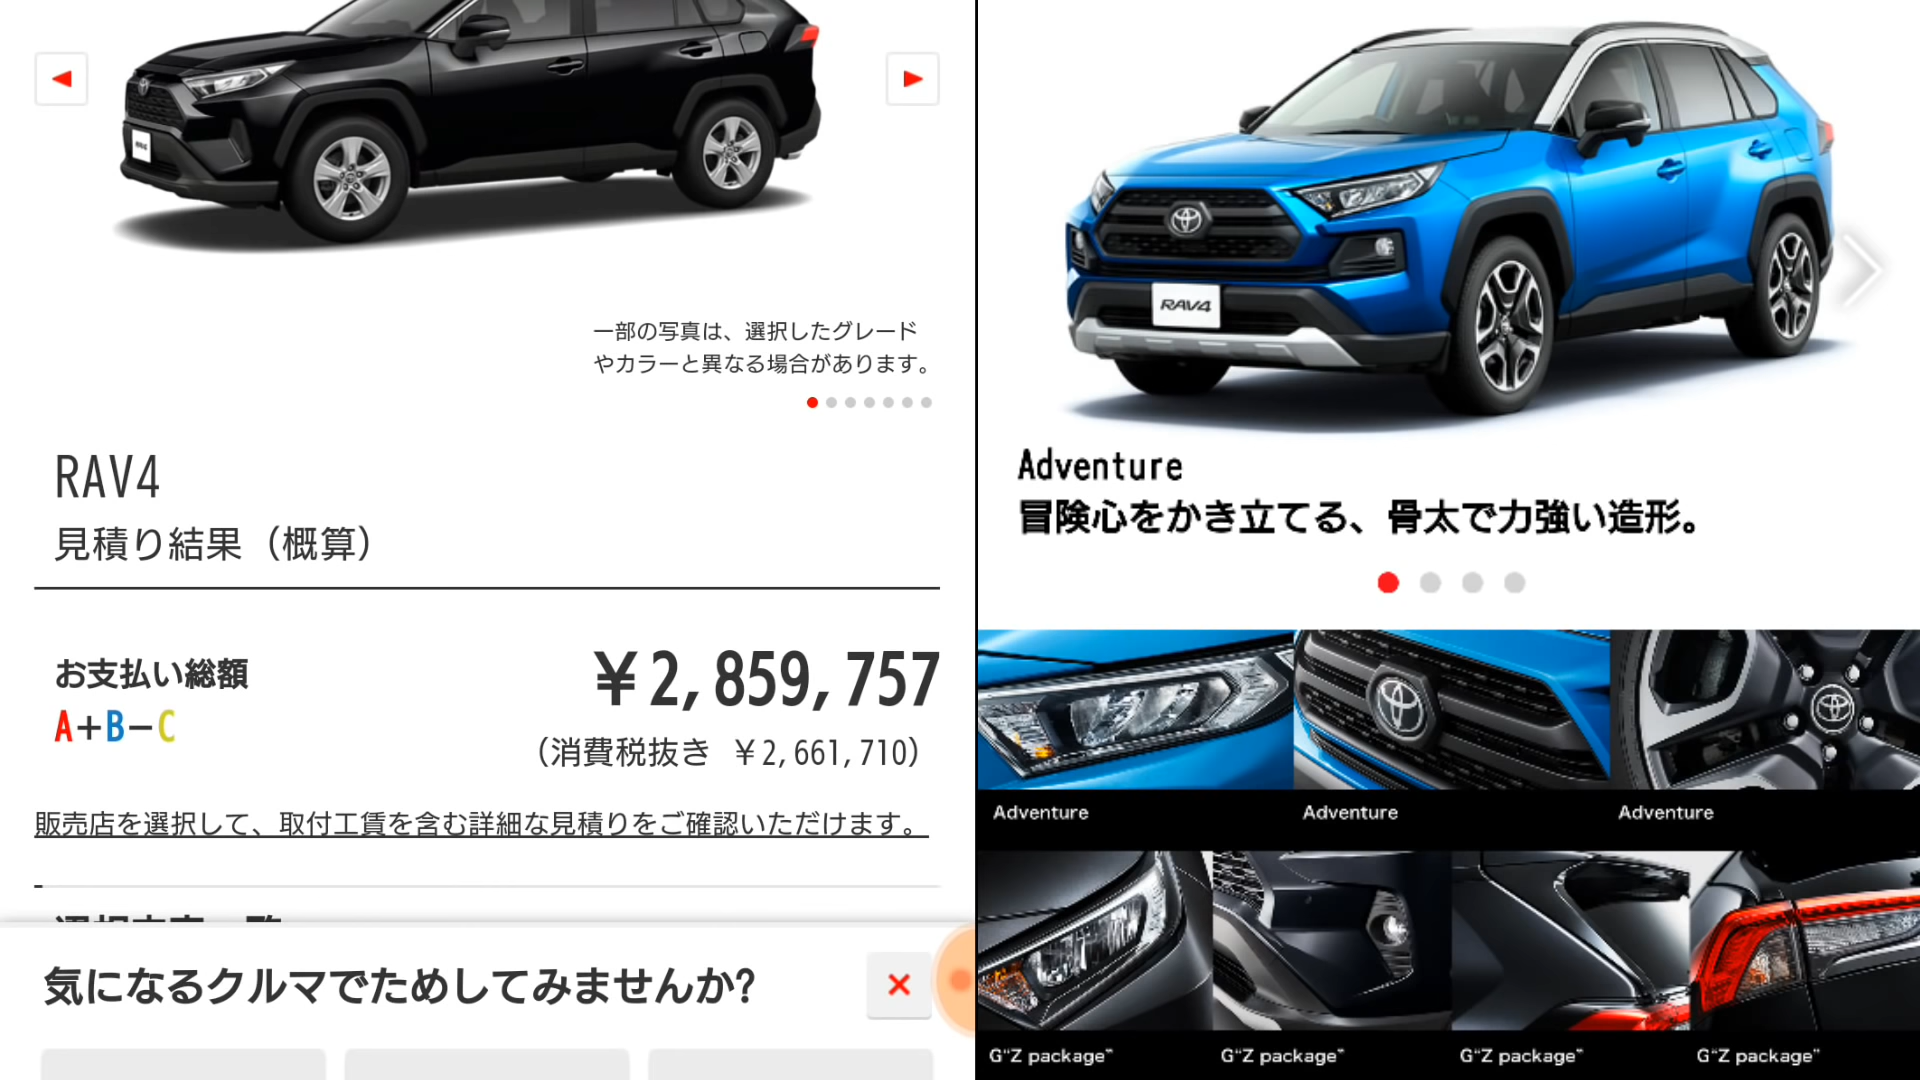 一部の写真は、選択したグレード
やカラーと異なる場合があります。
RAV4
見積り結果（概算）
お支払い総額
¥2,859,757
A+B−C
（消費税抜き ¥2,661,710）
販売店を選択して、取付工賃を含む詳細な見積りをご確認いただけます。
気になるクルマでためしてみませんか?
RAV4
Adventure
冒険心をかき立てる、骨太で力強い造形。
Adventure
Adventure
Adventure
G“Z package”
G“Z package”
G“Z package”
G“Z package”